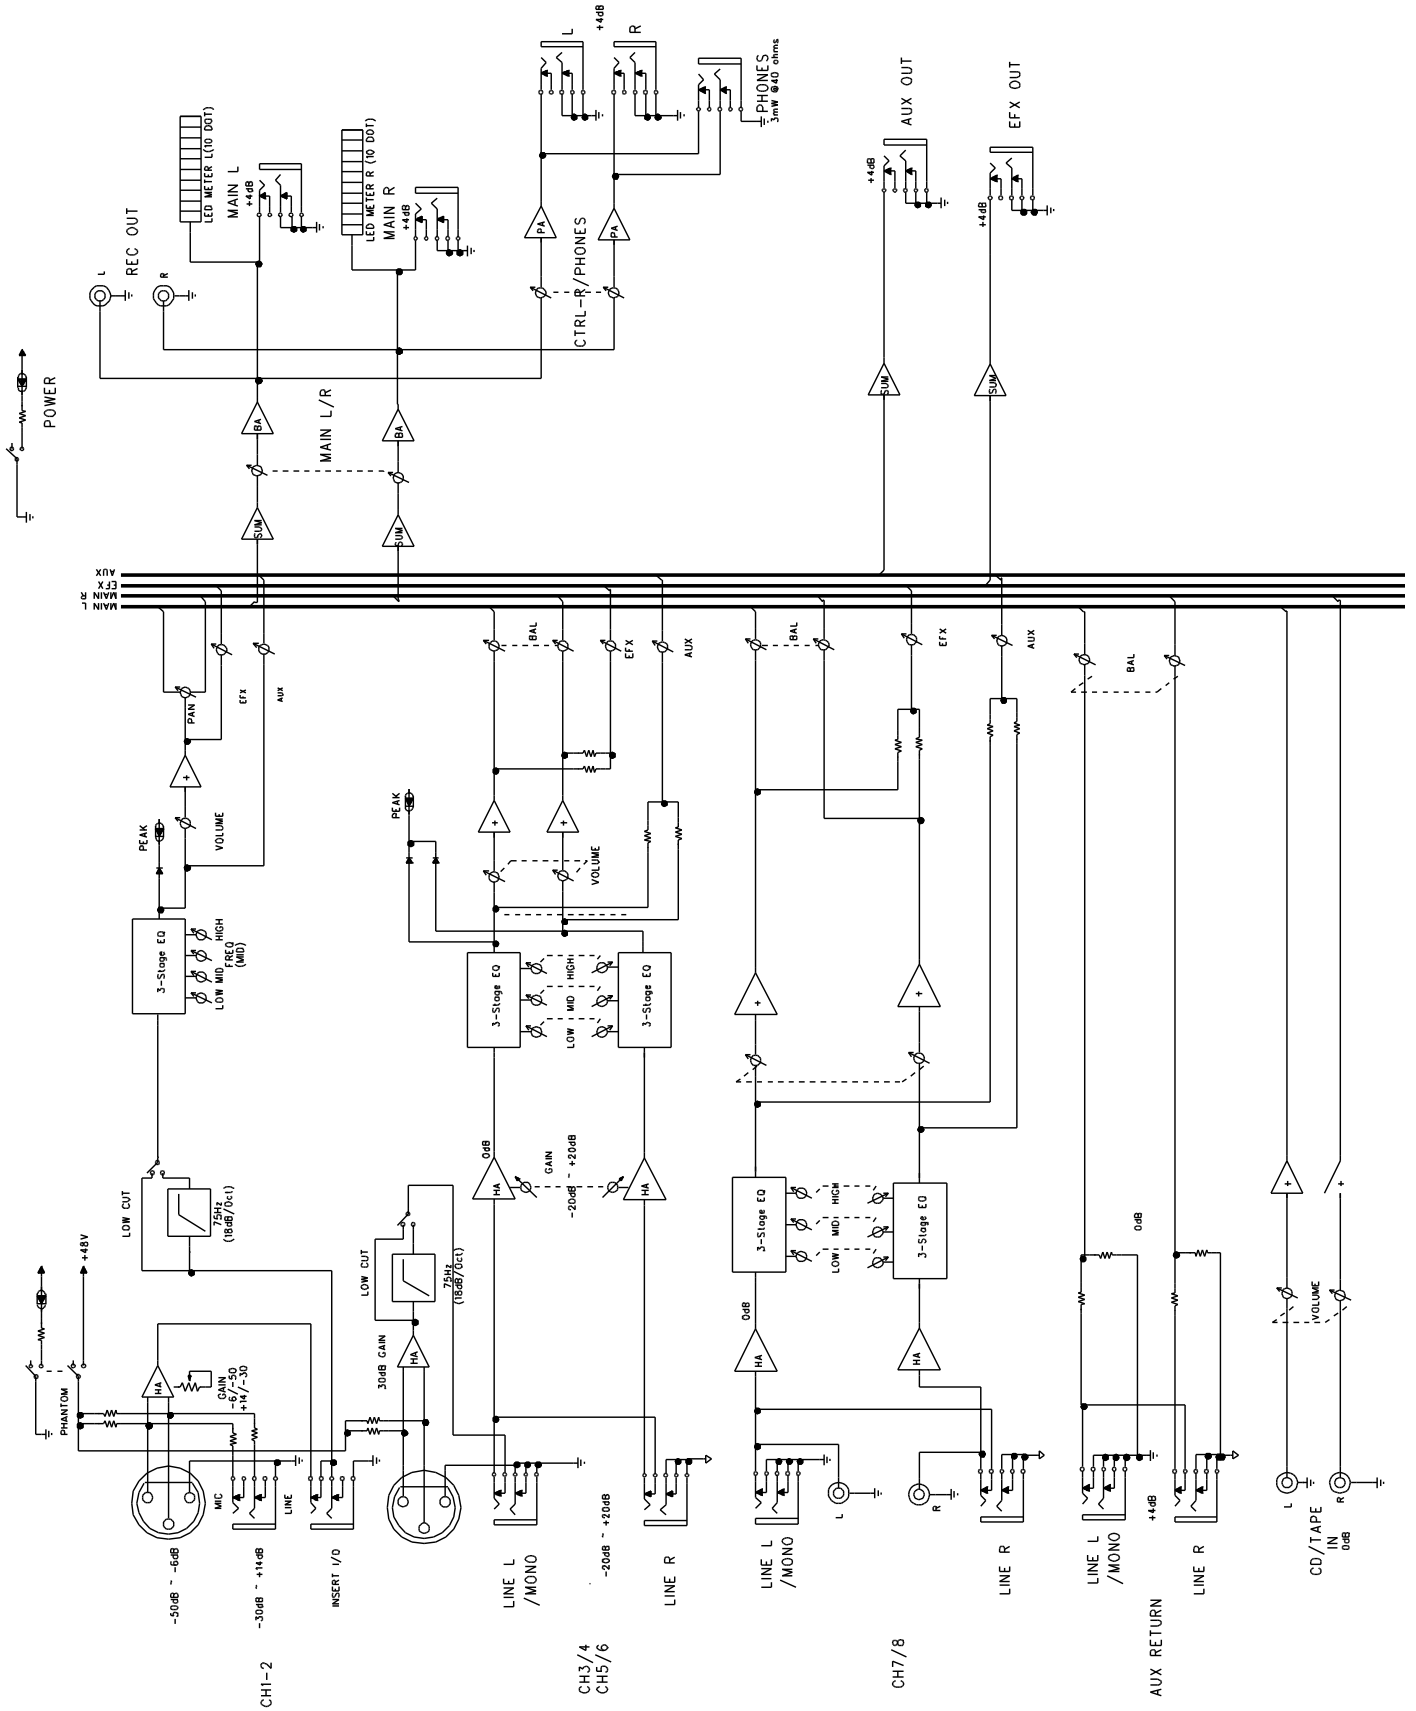 POWER
REC OUT
L
R
LED METER L(10 DOT)
MAIN L
+4dB
LED METER R (10 DOT)
MAIN R
+4dB
L
+4dB
R
PHONES
3mW @40 ohms
PA
PA
CTRL-R/PHONES
AUX OUT
+4dB
EFX OUT
+4dB
SUM
SUM
BA
BA
MAIN L/R
SUM
SUM
AUX
EFX
MAIN R
MAIN L
PAN
EFX
AUX
+
VOLUME
PEAK
3-Stage EQ
HIGH
FREQ
(MID)
LOW MID
LOW CUT
75Hz
(18dB/Oct)
+48V
PHANTOM
HA
GAIN
-6/-50
+14/-30
MIC
LINE
-50dB ~ -6dB
-30dB ~ +14dB
INSERT I/O
CH1-2
BAL
EFX
AUX
+
+
PEAK
VOLUME
3-Stage EQ
HIGH
MID
LOW
3-Stage EQ
0dB
HA
GAIN
-20dB ~ +20dB
HA
LOW CUT
75Hz
(18dB/Oct)
30dB GAIN
HA
LINE L
/MONO
-20dB ~ +20dB
LINE R
CH3/4
CH5/6
BAL
EFX
AUX
+
+
3-Stage EQ
HIGH
MID
LOW
3-Stage EQ
0dB
HA
HA
L
R
LINE L
/MONO
LINE R
CH7/8
BAL
0dB
LINE L
/MONO
+4dB
LINE R
AUX RETURN
+
+
VOLUME
L
R
CD/TAPE
IN
0dB